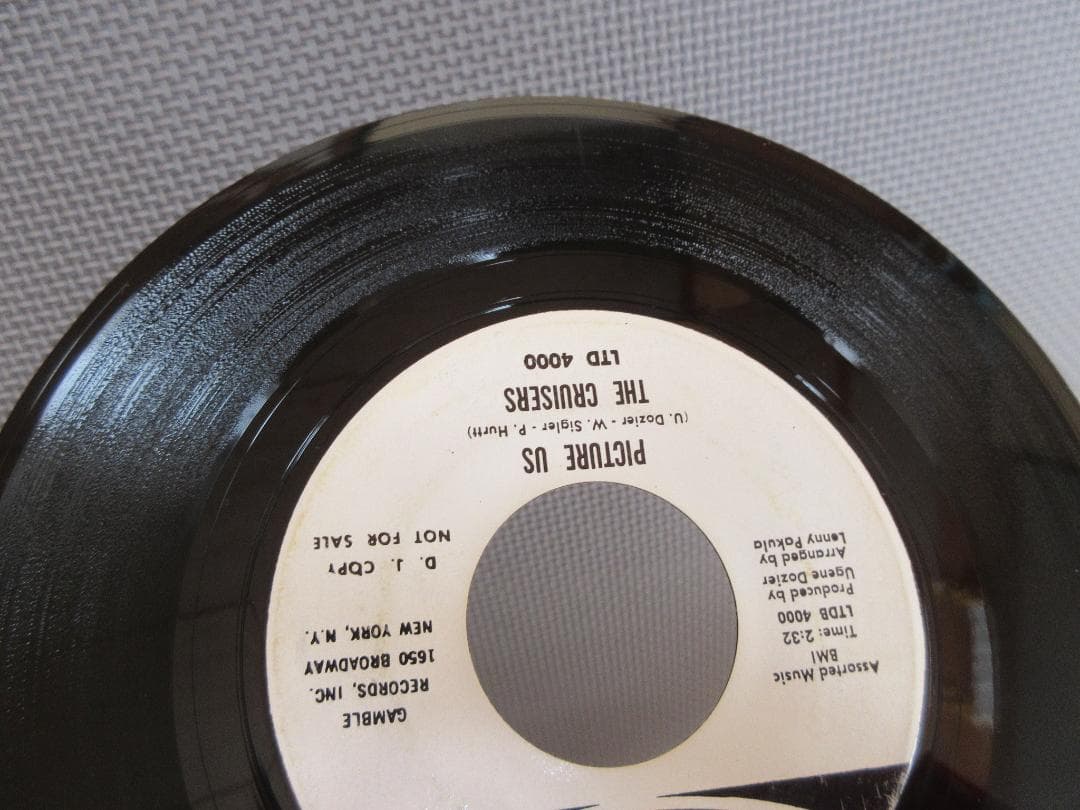 GAMBLE
RECORDS, INC.
1650 BROADWAY
NEW YORK, N.Y.
D. J. COPY
NOT FOR SALE
Assorted Music
BMI
Time: 2:32
LTDB 4000
Produced by
Ugene Dozier
Arranged by
Lenny Pakula
PICTURE US
(U. Dozier - W. Sigler - P. Hurtt)
THE CRUISERS
LTD 4000